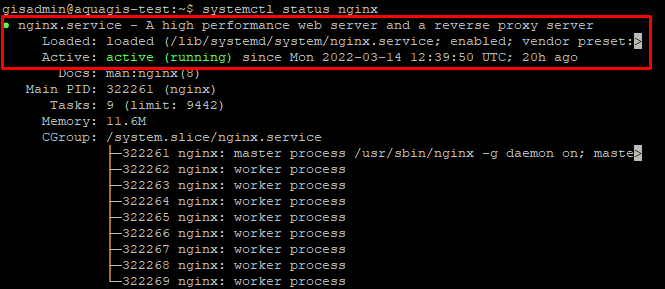 gisadmin@aquagis-test:~$ systemctl status nginx
● nginx.service - A high performance web server and a reverse proxy server
Loaded: loaded (/lib/systemd/system/nginx.service; enabled; vendor preset:>
Active: active (running) since Mon 2022-03-14 12:39:50 UTC; 20h ago
Docs: man:nginx(8)
Main PID: 322261 (nginx)
Tasks: 9 (limit: 9442)
Memory: 11.6M
CGroup: /system.slice/nginx.service
├─322261 nginx: master process /usr/sbin/nginx -g daemon on; maste>
├─322262 nginx: worker process
├─322263 nginx: worker process
├─322264 nginx: worker process
├─322265 nginx: worker process
├─322266 nginx: worker process
├─322267 nginx: worker process
├─322268 nginx: worker process
└─322269 nginx: worker process